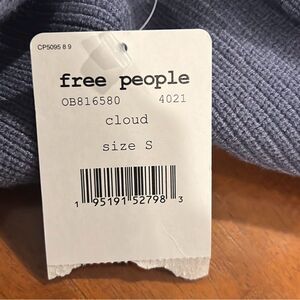 CP5095 8 9
free people
OB816580 4021
cloud
size S
1 95191 52798 3